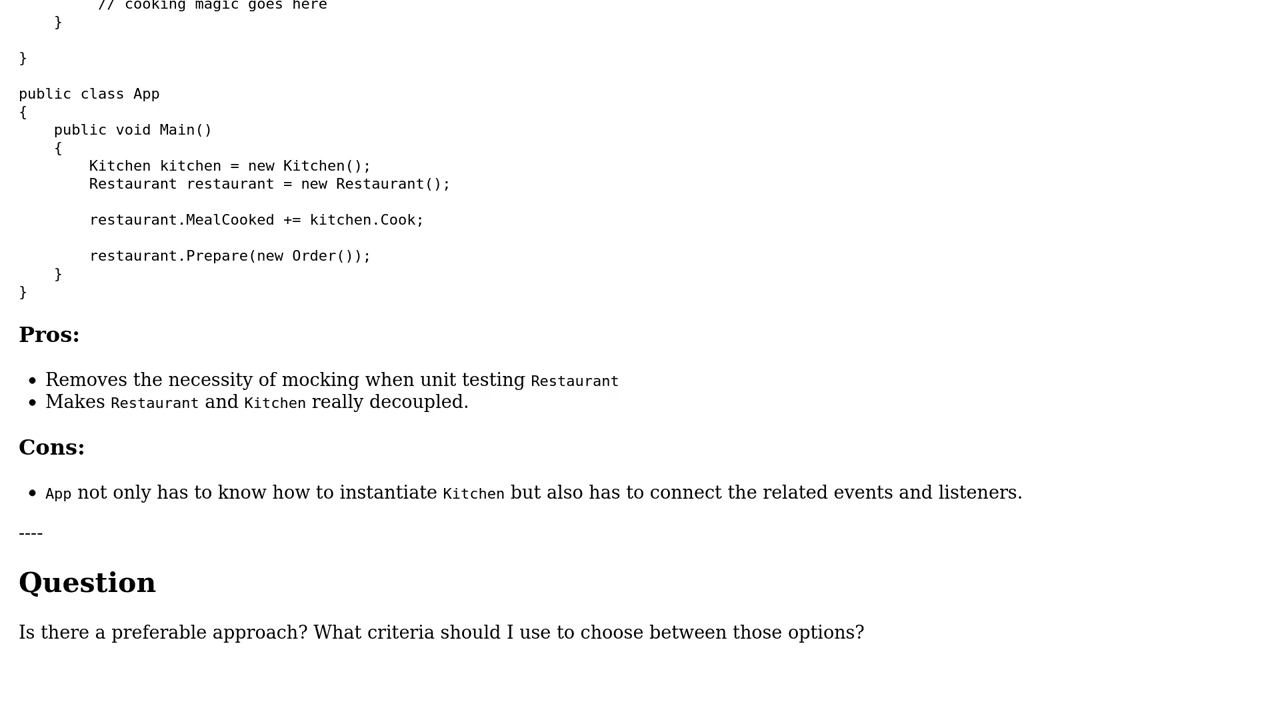 // cooking magic goes here
}
}
public class App
{
public void Main()
{
Kitchen kitchen = new Kitchen();
Restaurant restaurant = new Restaurant();
restaurant.MealCooked += kitchen.Cook;
restaurant.Prepare(new Order());
}
}
Pros:
• Removes the necessity of mocking when unit testing Restaurant
• Makes Restaurant and Kitchen really decoupled.
Cons:
• App not only has to know how to instantiate Kitchen but also has to connect the related events and listeners.
----
Question
Is there a preferable approach? What criteria should I use to choose between those options?